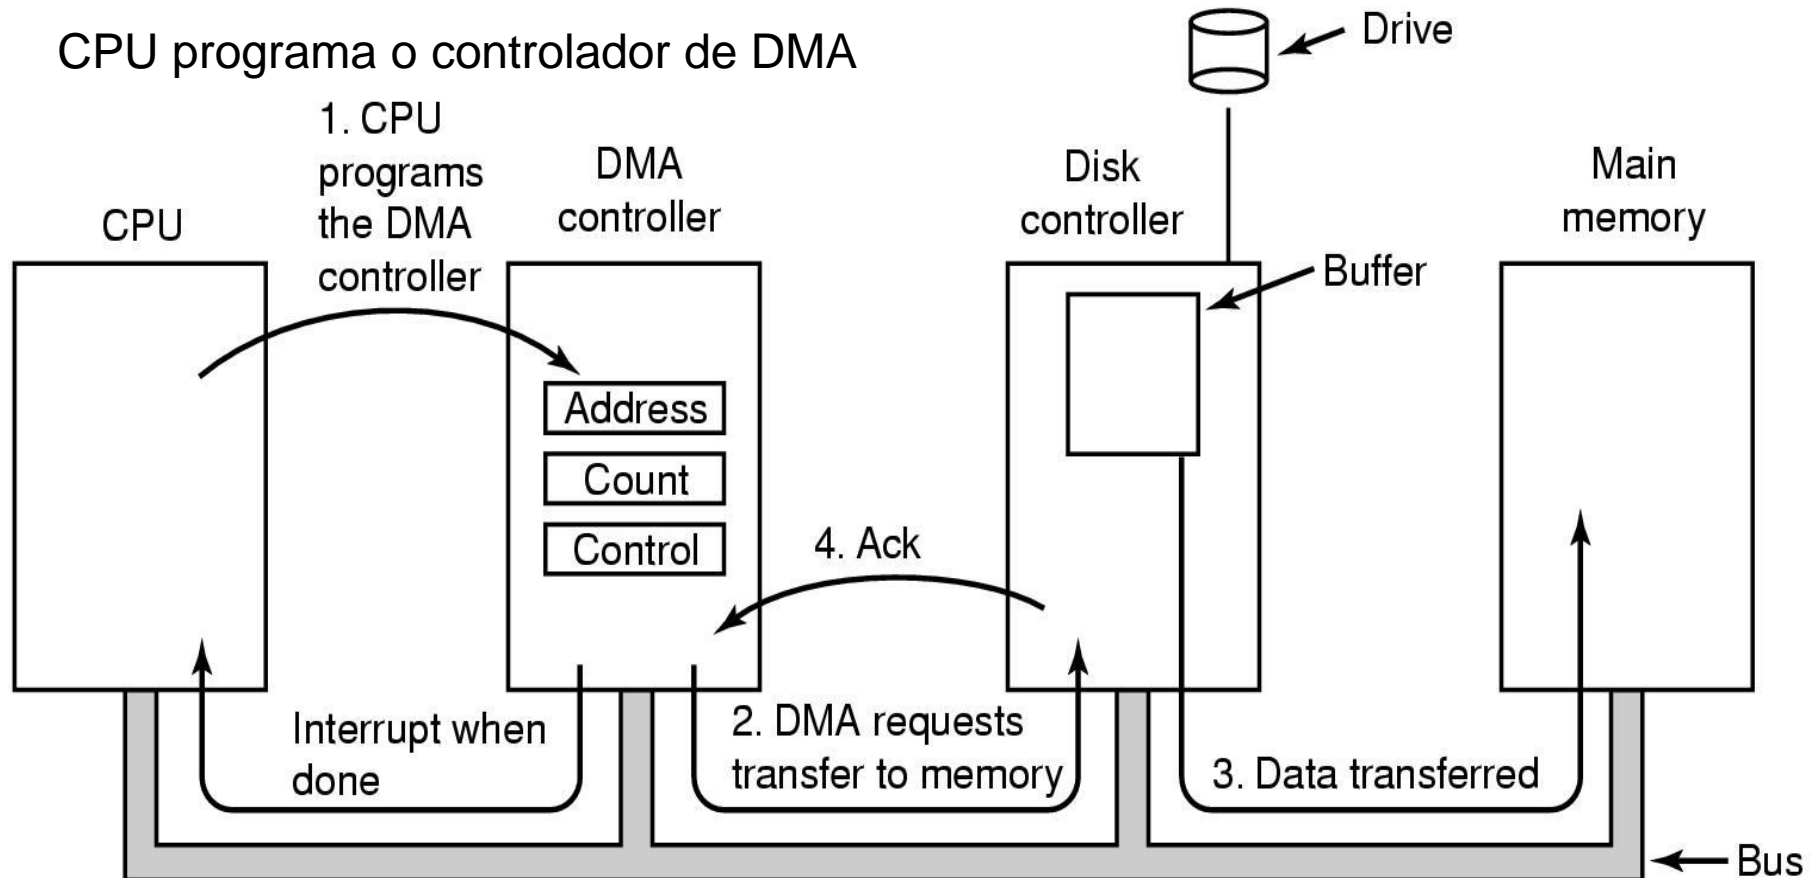 CPU programa o controlador de DMA
Drive
1. CPU
programs
the DMA
controller
CPU
DMA
controller
Disk
controller
Main
memory
Buffer
Address
Count
Control
4. Ack
Interrupt when
done
2. DMA requests
transfer to memory
3. Data transferred
Bus